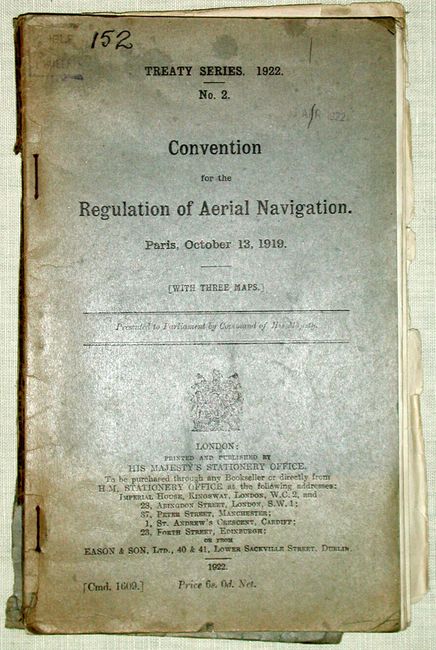 152
TREATY SERIES. 1922.
No. 2.
APR 1922
Convention
for the
Regulation of Aerial Navigation.
Paris, October 13, 1919.
[WITH THREE MAPS.]
Presented to Parliament by Command of His Majesty.
LONDON:
PRINTED AND PUBLISHED BY
HIS MAJESTY'S STATIONERY OFFICE.
To be purchased through any Bookseller or directly from
H.M. STATIONERY OFFICE at the following addresses:
IMPERIAL HOUSE, KINGSWAY, LONDON, W.C. 2, and
28, ABINGDON STREET, LONDON, S.W. 1;
37, PETER STREET, MANCHESTER;
1, ST. ANDREW'S CRESCENT, CARDIFF;
23, FORTH STREET, EDINBURGH;
OR FROM
EASON & SON, LTD., 40 & 41, LOWER SACKVILLE STREET, DUBLIN.
1922.
[Cmd. 1609.] Price 6s. 0d. Net.